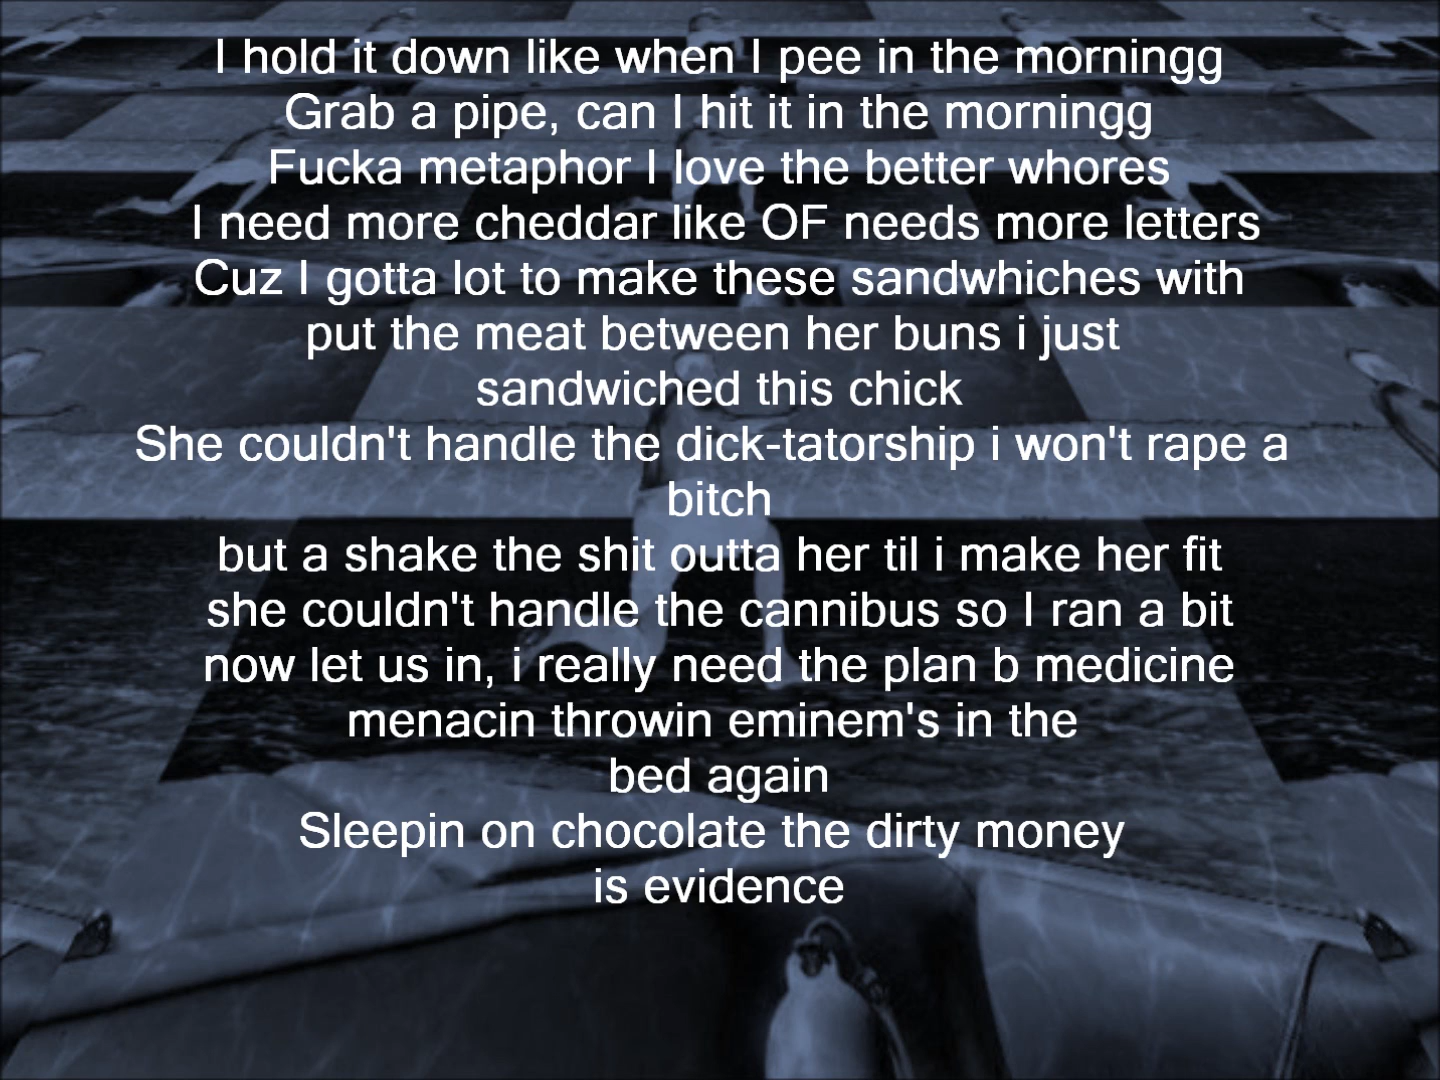 I hold it down like when I pee in the morningg
Grab a pipe, can I hit it in the morningg
Fucka metaphor I love the better whores
I need more cheddar like OF needs more letters
Cuz I gotta lot to make these sandwhiches with
put the meat between her buns i just
sandwiched this chick
She couldn't handle the dick-tatorship i won't rape a
bitch
but a shake the shit outta her til i make her fit
she couldn't handle the cannibus so I ran a bit
now let us in, i really need the plan b medicine
menacin throwin eminem's in the
bed again
Sleepin on chocolate the dirty money
is evidence